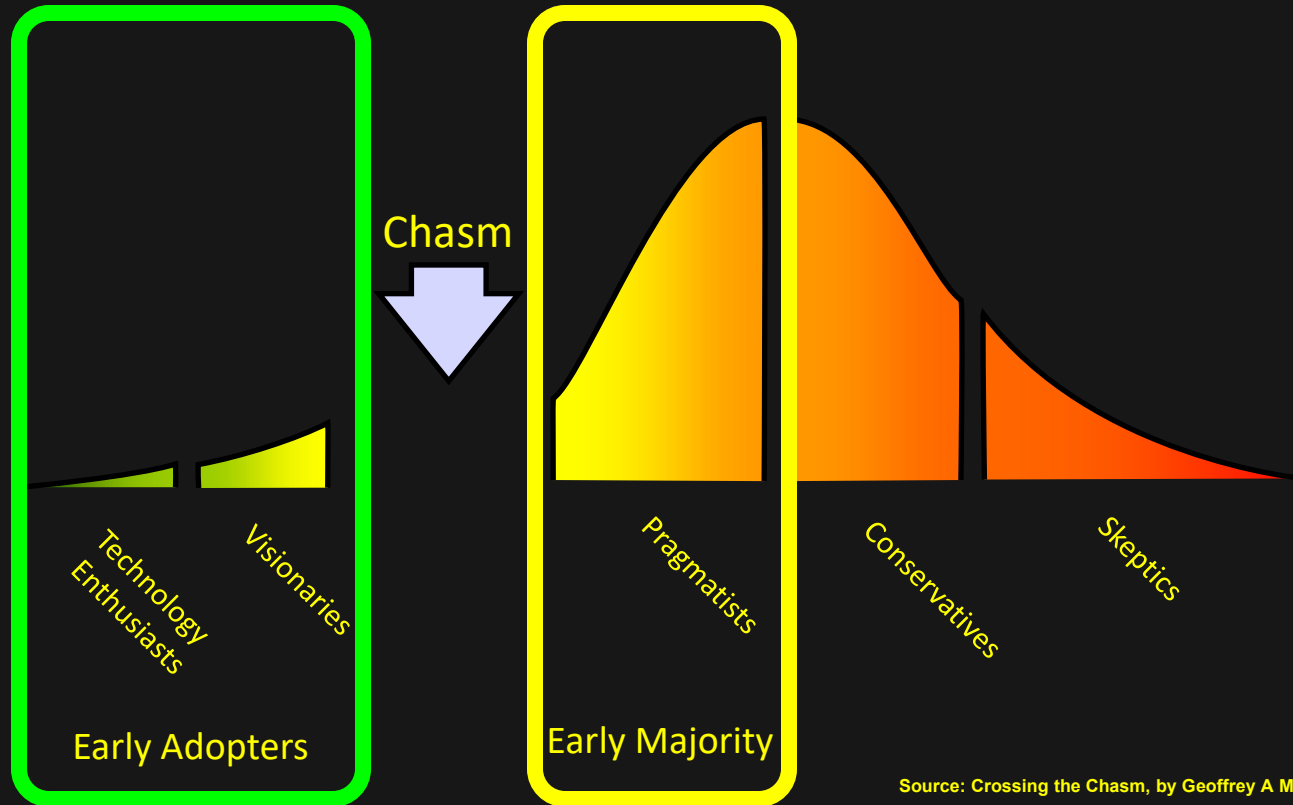 Chasm
Technology
Enthusiasts
Visionaries
Pragmatists
Conservatives
Skeptics
Early Adopters
Early Majority
Source: Crossing the Chasm, by Geoffrey A M